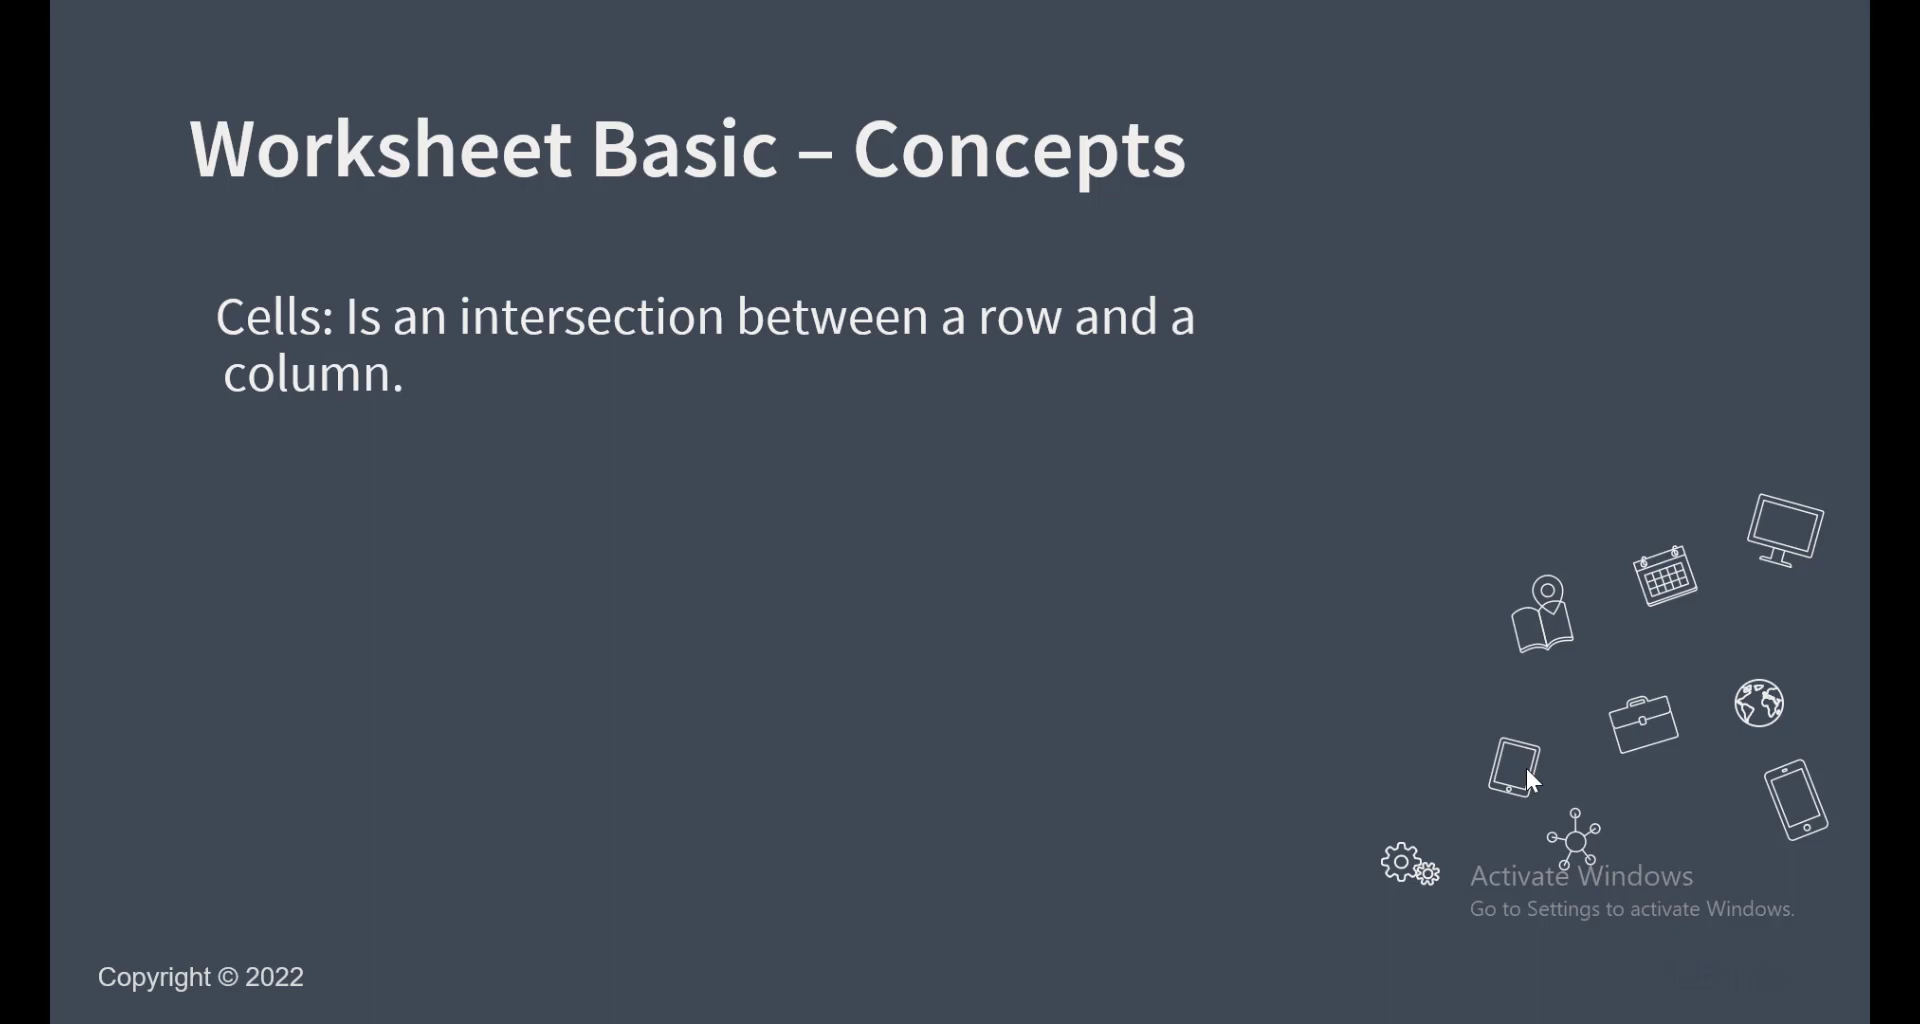 Worksheet Basic – Concepts
Cells: Is an intersection between a row and a
column.
Activate Windows
Go to Settings to activate Windows.
Copyright © 2022